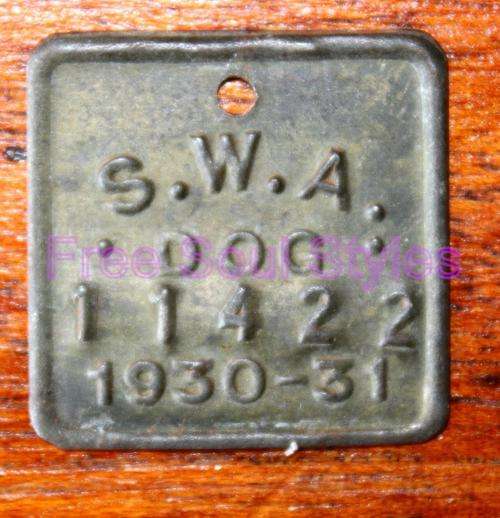 S.W.A.
• DOG •
11422
1930-31
Free Soul Styles